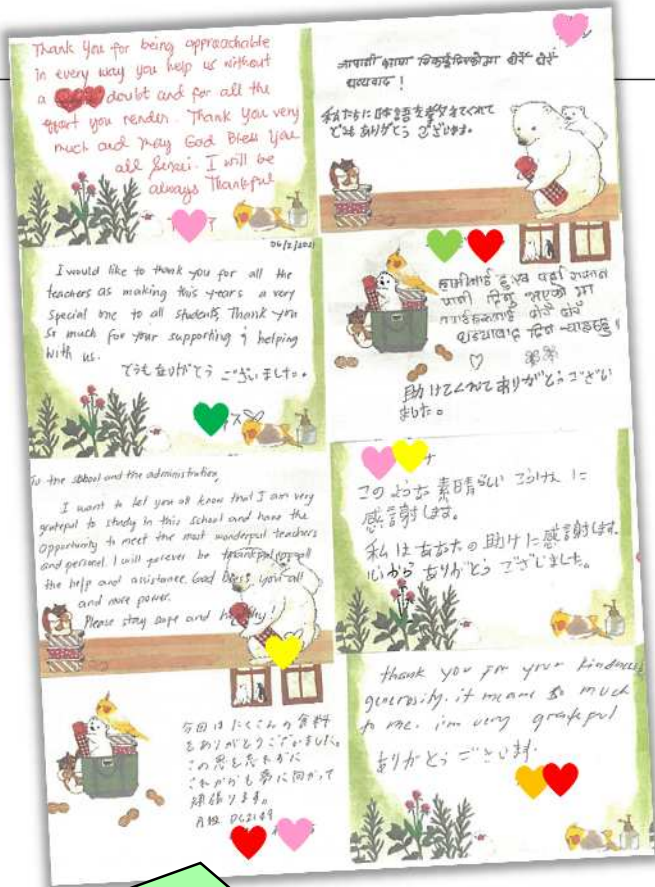 Thank you for being approachable
in every way you help us without
a doubt and for all the
effort you render. Thank you very
much and may God Bless you
all Sensei. I will be
always Thankful
जापानी भाषा सिकाईदिनुभएकोमा धेरै धेरै
धन्यवाद !
私たちに日本語を教えてくれて
でもありがとうございます。
06/2/2021
I would like to thank you for all the
teachers as making this years a very
special one to all students, Thank you
so much for your supporting & helping
with us.
どうもありがとう ございました。
ス
हामीलाई
पानी दिनु भएको मा
धेरै धेरै
助けてくれてありがとうござい
ました。
To the school and the administration,
I want to let you all know that I am very
grateful to study in this school and have the
opportunity to meet the most wonderful teachers
and personel. I will forever be thankful for all
the help and assistance. God bless you all
and more power.
Please stay safe and healthy!
このような 素晴らしい こうけん に
感謝します。
私はあなたの助けに感謝します。
心から ありがとう ございました。
今回はたくさんの食料
をありがとうございました。
この恩を忘れずに
これからも夢に向かって
頑張ります。
thank you for your kindness
generosity. it means so much
to me. i'm very grateful
ありがとう ございます.